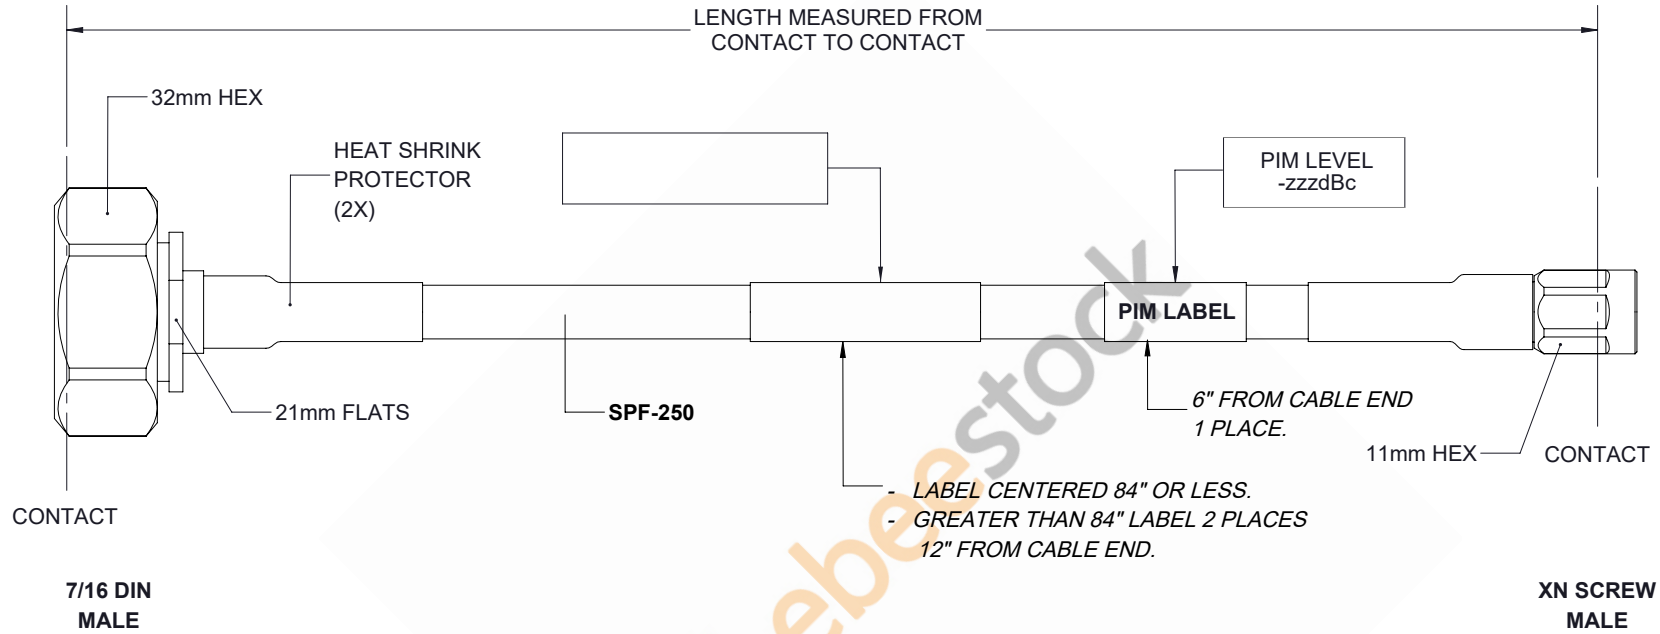 LENGTH MEASURED FROM
CONTACT TO CONTACT
32mm HEX
HEAT SHRINK
PROTECTOR
(2X)
PIM LEVEL
-zzzdBc
PIM LABEL
21mm FLATS
SPF-250
6" FROM CABLE END
1 PLACE.
11mm HEX
CONTACT
- LABEL CENTERED 84" OR LESS.
- GREATER THAN 84" LABEL 2 PLACES
12" FROM CABLE END.
CONTACT
7/16 DIN
MALE
XN SCREW
MALE
ebeestock